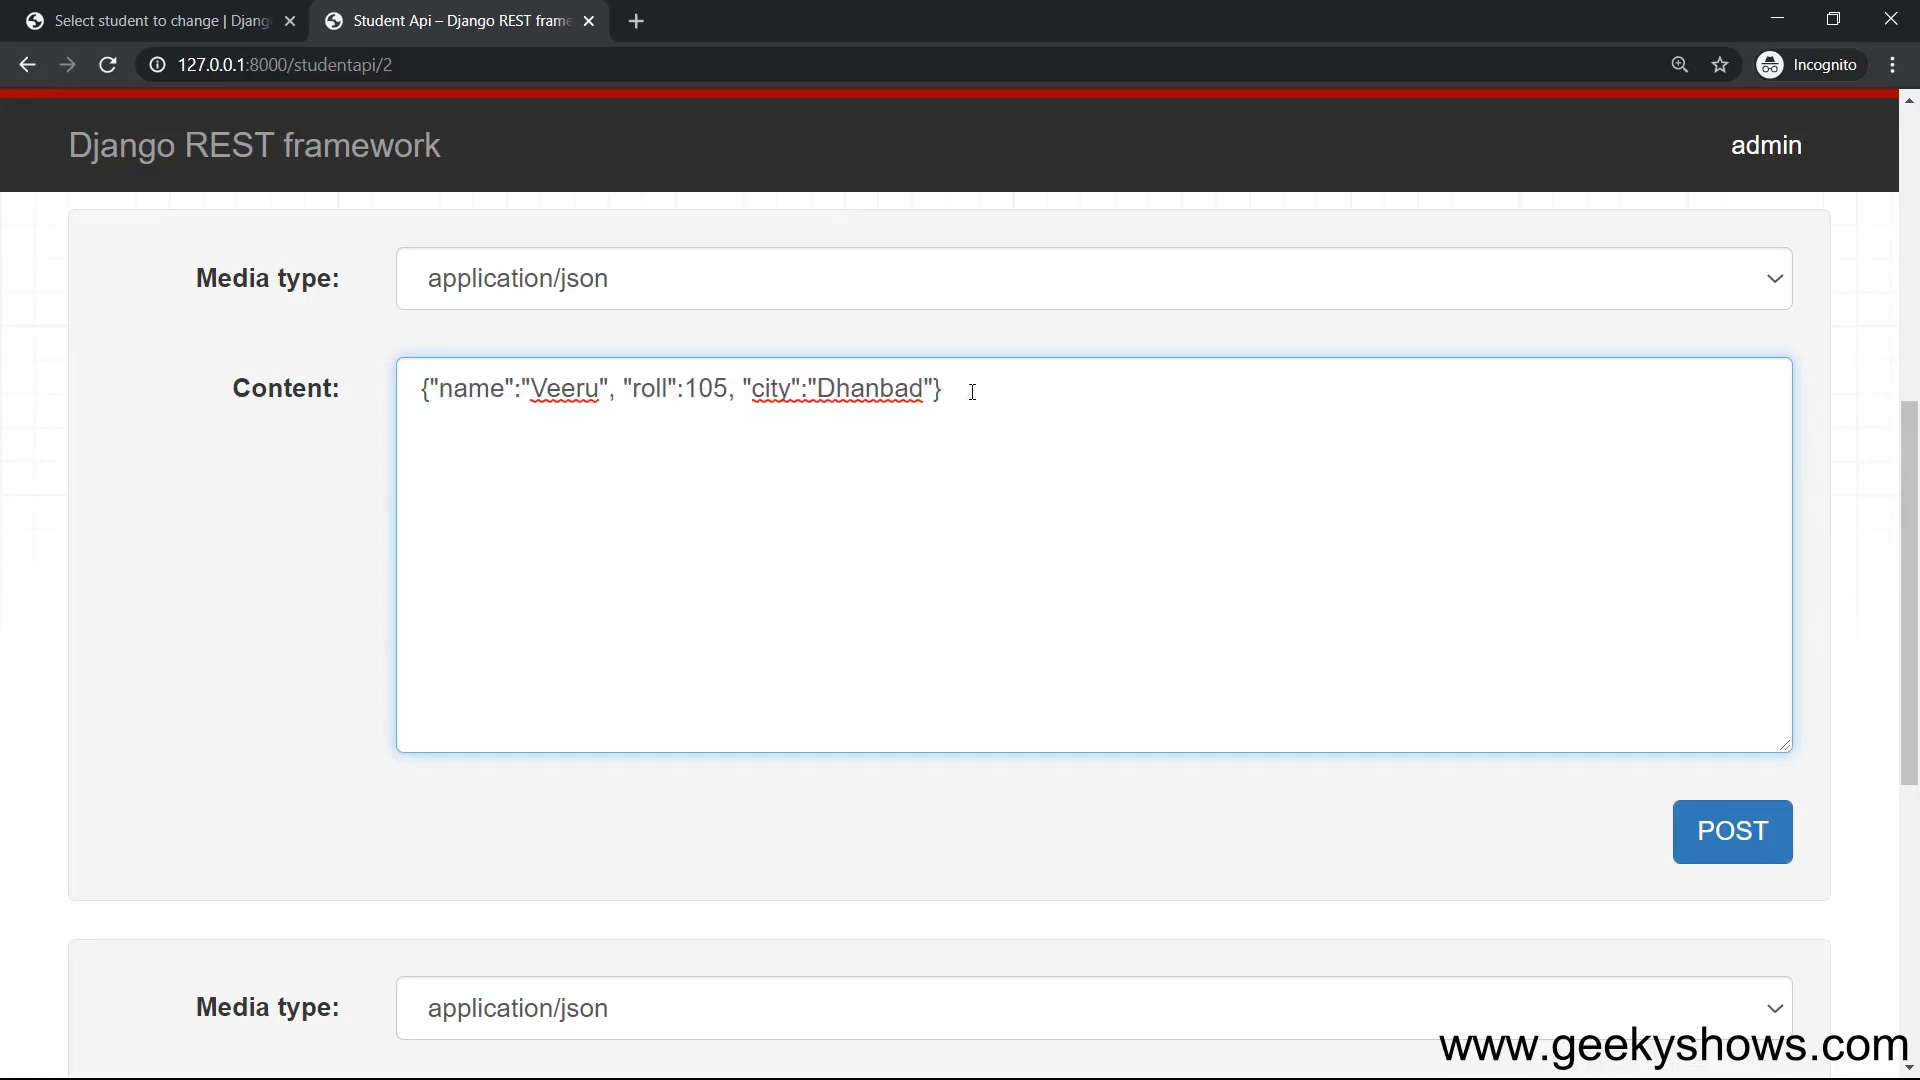 Select student to change | Djang
Student Api – Django REST frame
127.0.0.1:8000/studentapi/2
Incognito
Django REST framework
admin
Media type:
application/json
Content:
{"name":"Veeru", "roll":105, "city":"Dhanbad"}
POST
Media type:
application/json
www.geekyshows.com